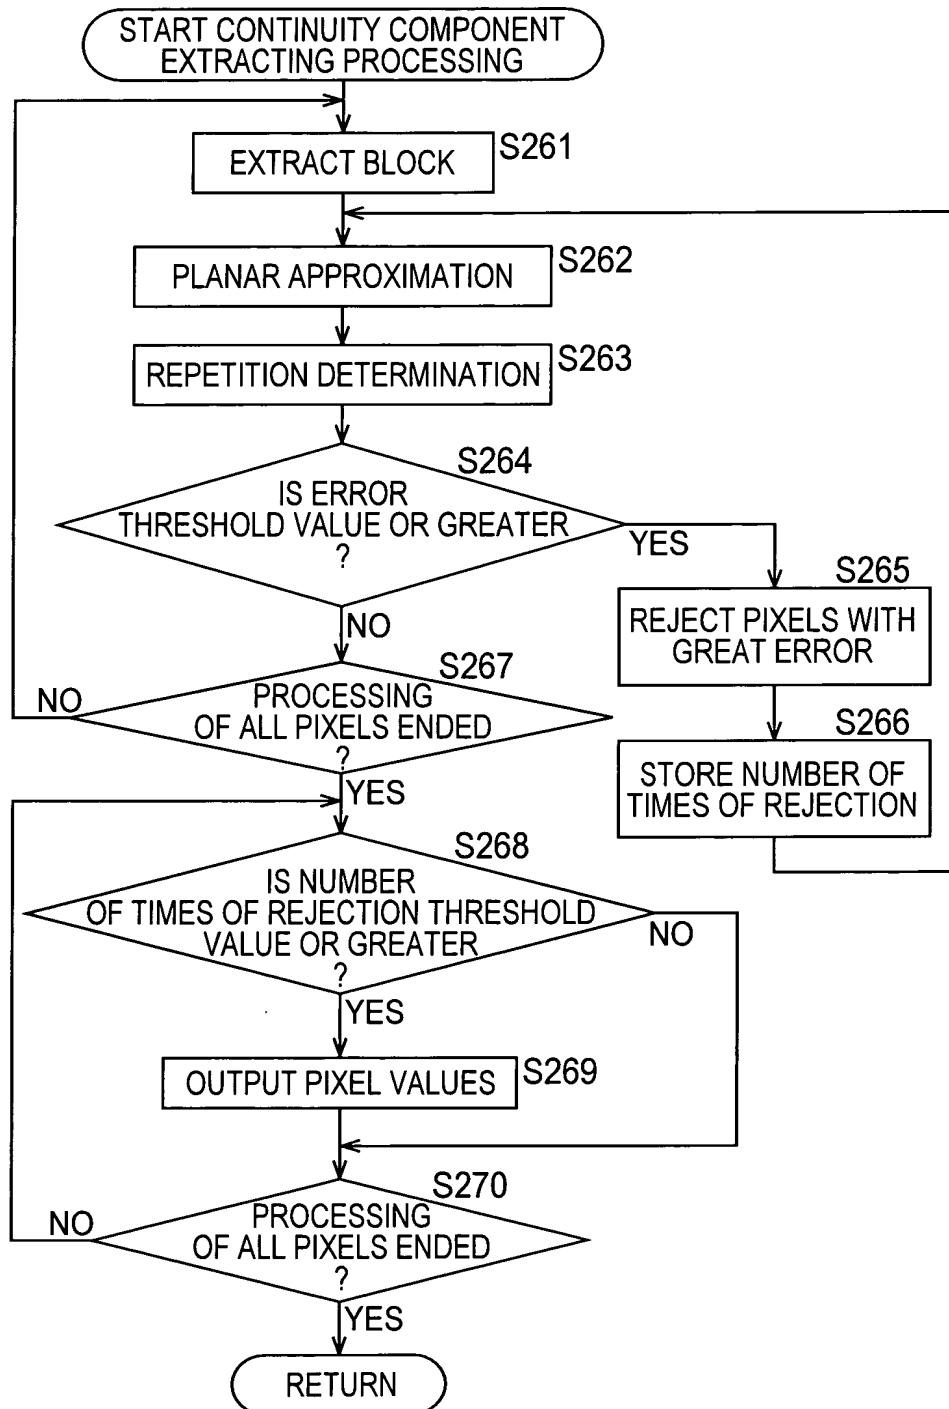 START CONTINUITY COMPONENT
EXTRACTING PROCESSING
EXTRACT BLOCK
S261
PLANAR APPROXIMATION
S262
REPETITION DETERMINATION
S263
S264
IS ERROR
THRESHOLD VALUE OR GREATER
?
YES
NO
S265
REJECT PIXELS WITH
GREAT ERROR
S266
STORE NUMBER OF
TIMES OF REJECTION
S267
PROCESSING
OF ALL PIXELS ENDED
?
NO
YES
S268
IS NUMBER
OF TIMES OF REJECTION THRESHOLD
VALUE OR GREATER
?
NO
YES
OUTPUT PIXEL VALUES
S269
S270
PROCESSING
OF ALL PIXELS ENDED
?
NO
YES
RETURN